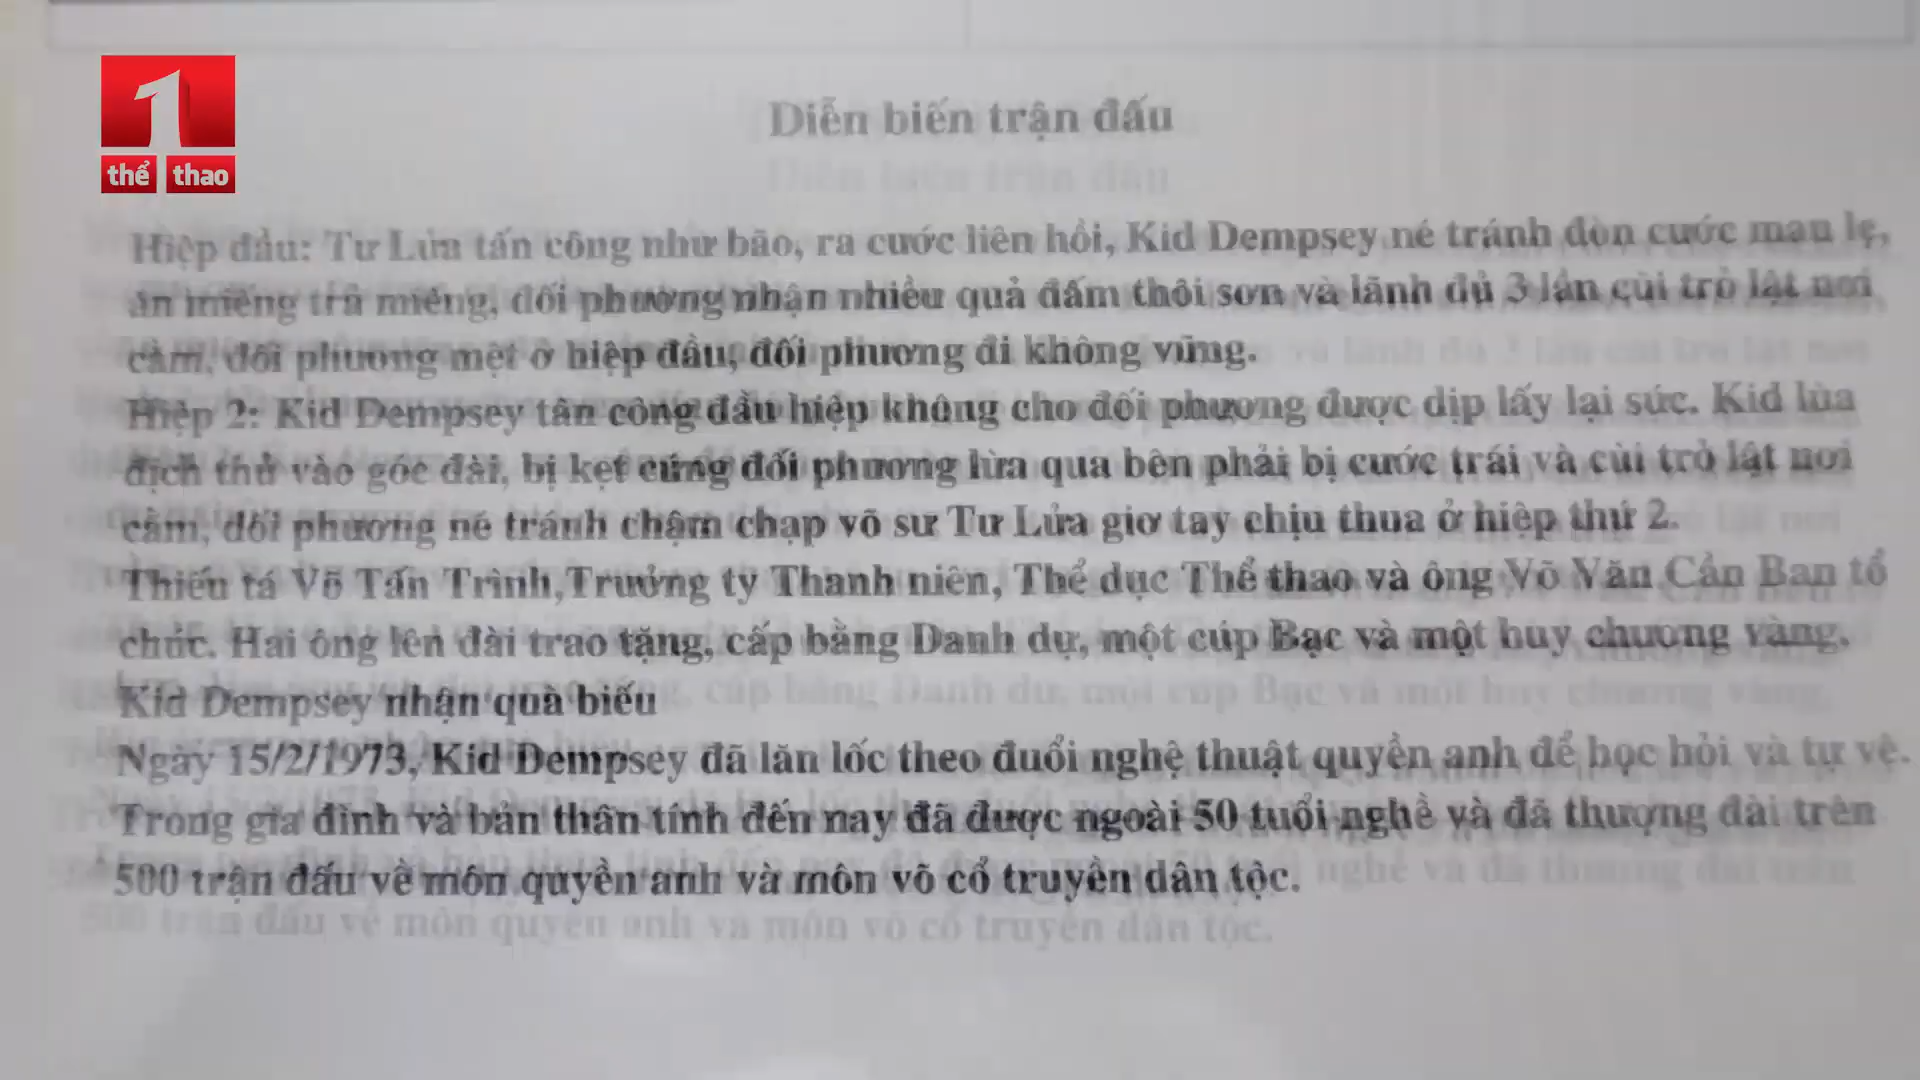 1
thể thao
Diễn biến trận đấu
Hiệp đầu: Tư Lửa tấn công như bão, ra cước liên hồi, Kid Dempsey né tránh đòn cước mau lẹ,
ăn miếng trả miếng, đối phương nhận nhiều quả đấm thôi sơn và lãnh đủ 3 lần cùi trỏ lật nơi
cằm, đối phương mệt ở hiệp đầu, đối phương đi không vững.
Hiệp 2: Kid Dempsey tấn công đầu hiệp không cho đối phương được dịp lấy lại sức. Kid lùa
địch thủ vào góc đài, bị kẹt cứng đối phương lừa qua bên phải bị cước trái và cùi trỏ lật nơi
cằm, đối phương né tránh chậm chạp võ sư Tư Lửa giơ tay chịu thua ở hiệp thứ 2.
Thiếu tá Võ Tấn Trình,Trưởng ty Thanh niên, Thể dục Thể thao và ông Võ Văn Cần Ban tổ
chức. Hai ông lên đài trao tặng, cấp bằng Danh dự, một cúp Bạc và một huy chương vàng.
Kid Dempsey nhận quà biếu
Ngày 15/2/1973, Kid Dempsey đã lăn lốc theo đuổi nghệ thuật quyền anh để học hỏi và tự vệ.
Trong gia đình và bản thân tính đến nay đã được ngoài 50 tuổi nghề và đã thượng đài trên
500 trận đấu về môn quyền anh và môn võ cổ truyền dân tộc.